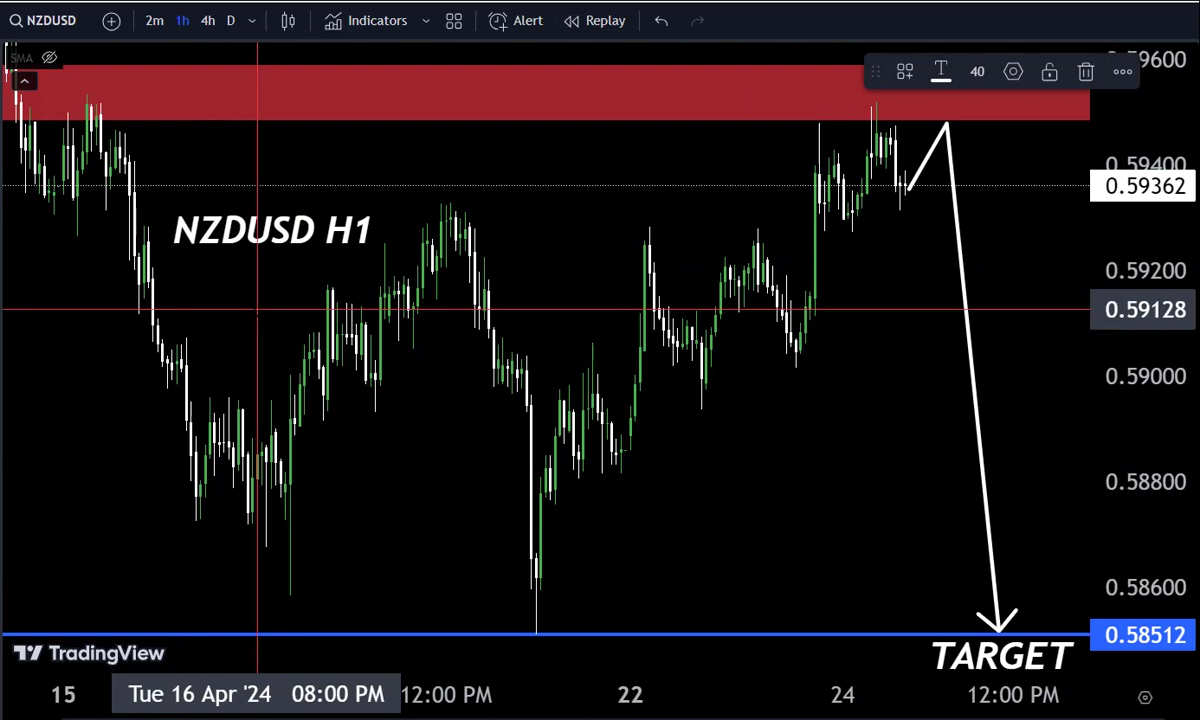 NZDUSD 2m 1h 4h D Indicators Alert Replay
SMA
0.59600
40
0.59400
0.59362
NZDUSD H1
0.59200
0.59128
0.59000
0.58800
0.58600
0.58512
TradingView
TARGET
15 Tue 16 Apr '24 08:00 PM 12:00 PM 22 24 12:00 PM